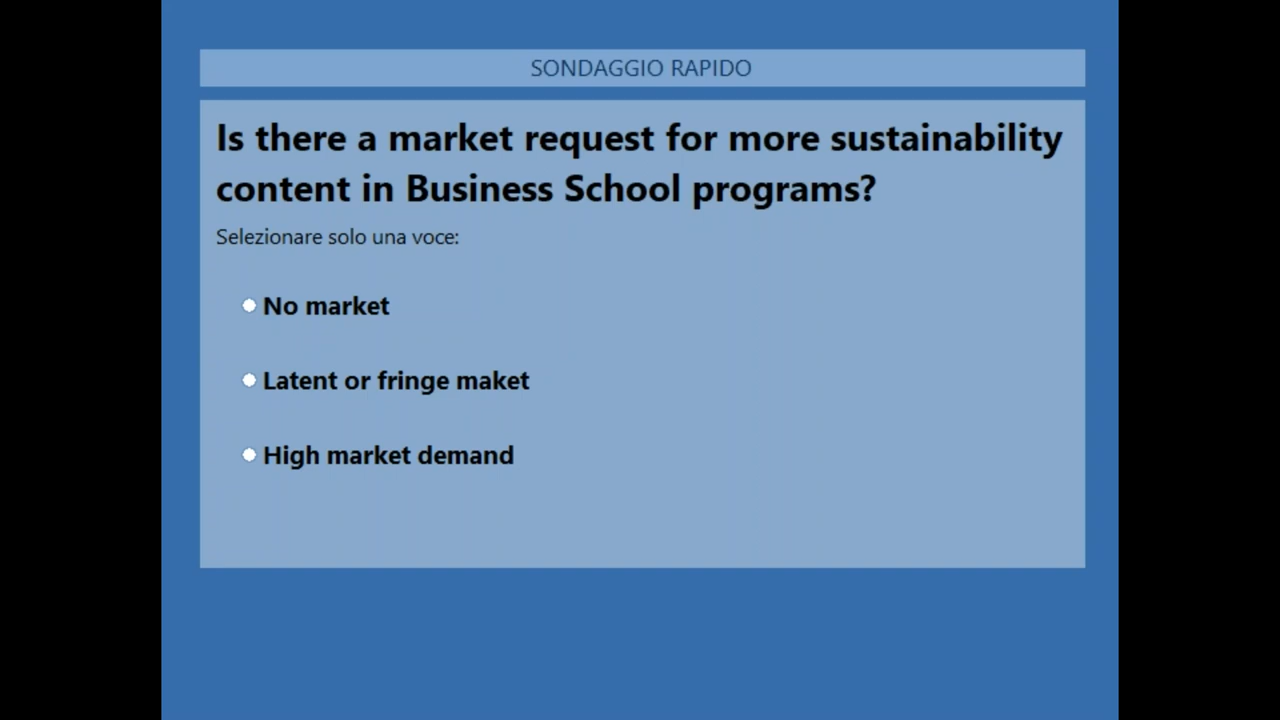 SONDAGGIO RAPIDO
Is there a market request for more sustainability
content in Business School programs?
Selezionare solo una voce:
No market
Latent or fringe maket
High market demand